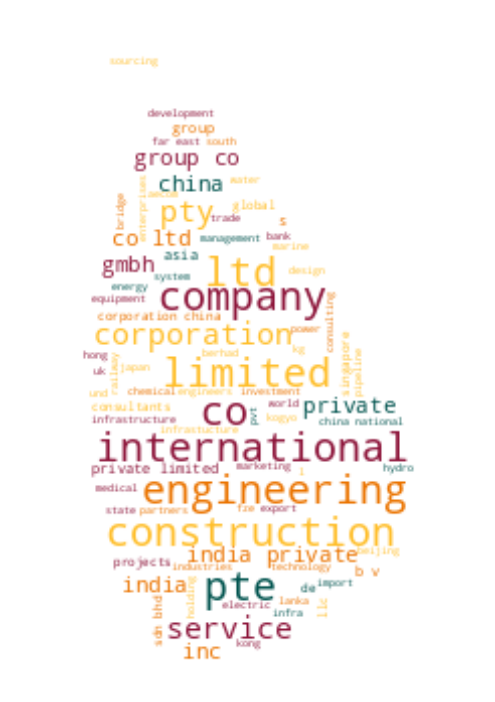 sourcing
development
group
far east south
group co
china water
aecom
enterprises
bridge
pty global
trade
s
co ltd management bank
marine
asia
gmbh system ltd design
energy
equipment company
corporation china
consulting
corporation power
hong berhad kg
singapore
pipeline
uk railway japan limited
und chemical engineers investment
consultants co world private
pvt
infrastructure kogyo china national
infrastucture
international
private limited marketing l hydro
medical engineering
state partners fze export
construction
india private beijing
projects industries technology
b v
india pte de import
holding
electric lanka
infra
llc
sdn bhd
service
kong
inc